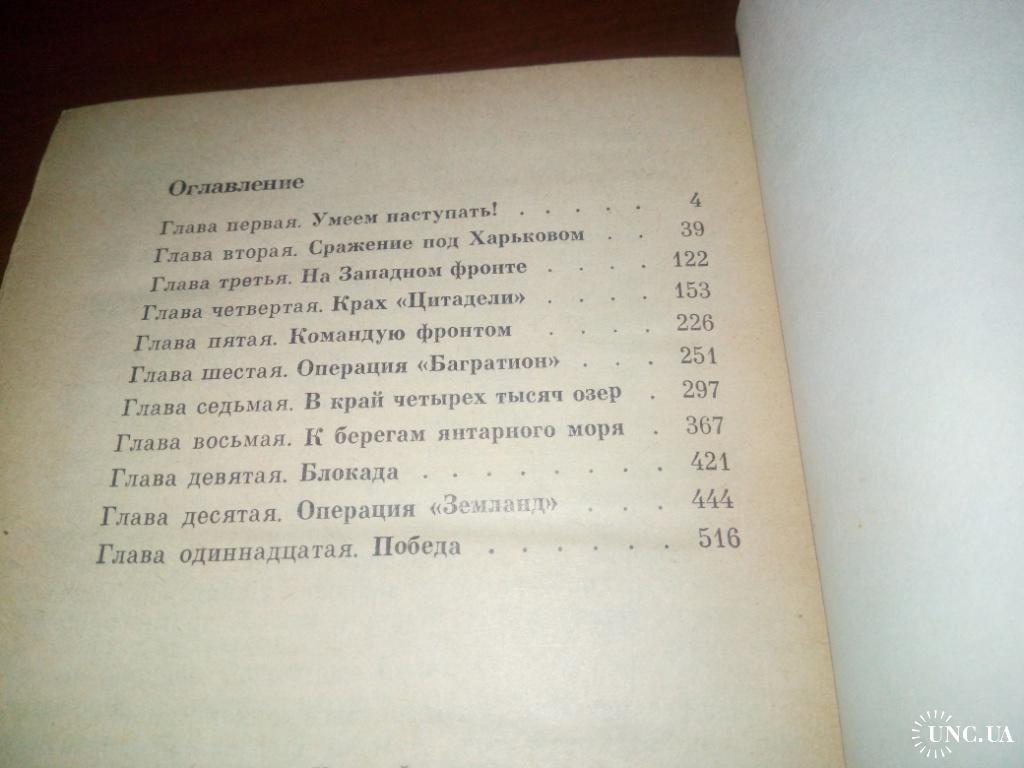 Оглавление
Глава первая. Умеем наступать! . . . . . 4
Глава вторая. Сражение под Харьковом . . 39
Глава третья. На Западном фронте . . . . 122
Глава четвертая. Крах «Цитадели» . . . . 153
Глава пятая. Командую фронтом . . . . 226
Глава шестая. Операция «Багратион» . . . 251
Глава седьмая. В край четырех тысяч озер . 297
Глава восьмая. К берегам янтарного моря . 367
Глава девятая. Блокада . . . . . . . . 421
Глава десятая. Операция «Земланд» . . . 444
Глава одиннадцатая. Победа . . . . . . 516
UNC.UA